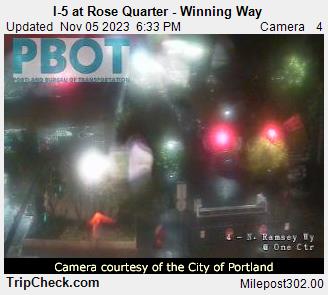 I-5 at Rose Quarter - Winning Way
Updated Nov 05 2023 6:33 PM Camera 4
PBOT
PORTLAND BUREAU OF TRANSPORTATION
4 - N. Ramsey Wy
@ One Ctr
Camera courtesy of the City of Portland
TripCheck.com Milepost302.00